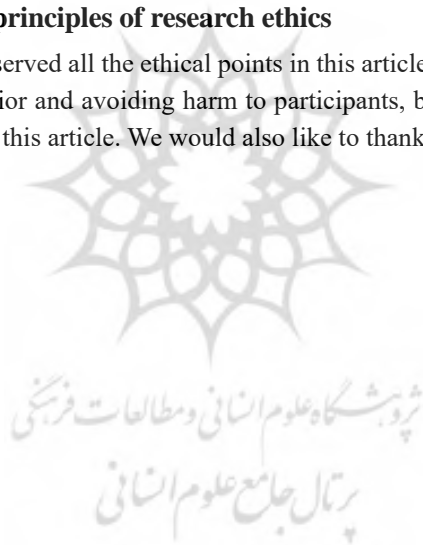 principles of research ethics
served all the ethical points in this article
ior and avoiding harm to participants, b
this article. We would also like to thank
پژوهشگاه علوم انسانی و مطالعات فرهنگی
پرتال جامع علوم انسانی